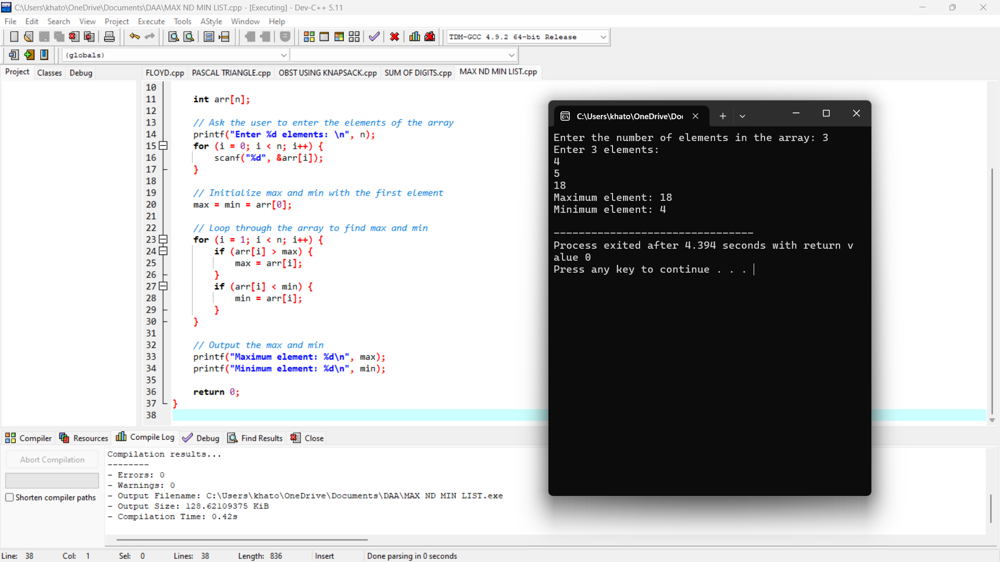 C:\Users\khato\OneDrive\Documents\DAA\MAX ND MIN LIST.cpp - [Executing] - Dev-C++ 5.11
File Edit Search View Project Execute Tools AStyle Window Help
TDM-GCC 4.9.2 64-bit Release
(globals)
Project Classes Debug
FLOYD.cpp PASCAL TRIANGLE.cpp OBST USING KNAPSACK.cpp SUM OF DIGITS.cpp MAX ND MIN LIST.cpp
10
11 int arr[n];
12
13 // Ask the user to enter the elements of the array
14 printf("Enter %d elements: \n", n);
15 for (i = 0; i < n; i++) {
16 scanf("%d", &arr[i]);
17 }
18
19 // Initialize max and min with the first element
20 max = min = arr[0];
21
22 // Loop through the array to find max and min
23 for (i = 1; i < n; i++) {
24 if (arr[i] > max) {
25 max = arr[i];
26 }
27 if (arr[i] < min) {
28 min = arr[i];
29 }
30 }
31
32 // Output the max and min
33 printf("Maximum element: %d\n", max);
34 printf("Minimum element: %d\n", min);
35
36 return 0;
37 }
38
C:\Users\khato\OneDrive\Do
Enter the number of elements in the array: 3
Enter 3 elements:
4
5
18
Maximum element: 18
Minimum element: 4
--------------------------------
Process exited after 4.394 seconds with return v
alue 0
Press any key to continue . . .
Compiler Resources Compile Log Debug Find Results Close
Abort Compilation
Shorten compiler paths
Compilation results...
--------
- Errors: 0
- Warnings: 0
- Output Filename: C:\Users\khato\OneDrive\Documents\DAA\MAX ND MIN LIST.exe
- Output Size: 128.62109375 KiB
- Compilation Time: 0.42s
Line: 38 Col: 1 Sel: 0 Lines: 38 Length: 836 Insert Done parsing in 0 seconds